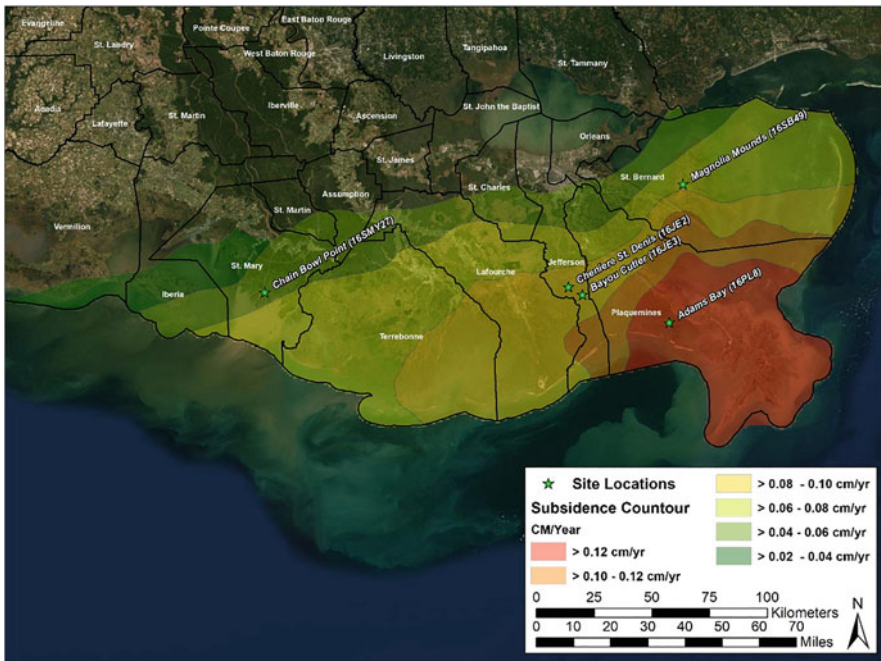 Evangeline
Pointe Coupee
East Baton Rouge
St. Landry
West Baton Rouge
Livingston
Tangipahoa
St. Tammany
Acadia
Lafayette
St. Martin
Iberville
Ascension
St. John the Baptist
Orleans
St. James
Assumption
St. Charles
St. Bernard
Magnolia Mounds (16SB49)
Vermilion
St. Martin
St. Mary
Chain Bowl Point (16SMY27)
Iberia
Lafourche
Jefferson
Cheniere St. Denis (16JE2)
Bayou Cutler (16JE3)
Terrebonne
Plaquemines
Adams Bay (16PL8)
Site Locations
Subsidence Countour
CM/Year
> 0.12 cm/yr
> 0.10 - 0.12 cm/yr
> 0.08 - 0.10 cm/yr
> 0.06 - 0.08 cm/yr
> 0.04 - 0.06 cm/yr
> 0.02 - 0.04 cm/yr
0 25 50 75 100
Kilometers
0 10 20 30 40 50 60 70
Miles
N